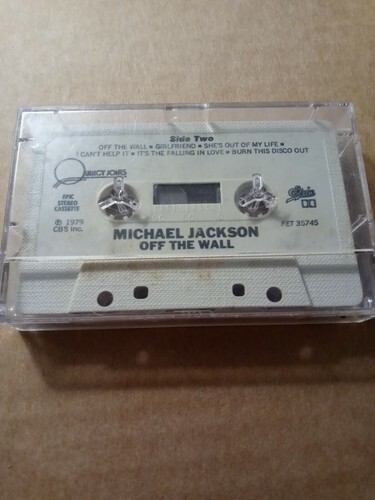 Side Two
OFF THE WALL • GIRLFRIEND • SHE'S OUT OF MY LIFE •
I CAN'T HELP IT • IT'S THE FALLING IN LOVE • BURN THIS DISCO OUT
QUINCY JONES
EPIC
STEREO
CASSETTE
Epic
℗ 1979
CBS Inc.
FET 35745
MICHAEL JACKSON
OFF THE WALL